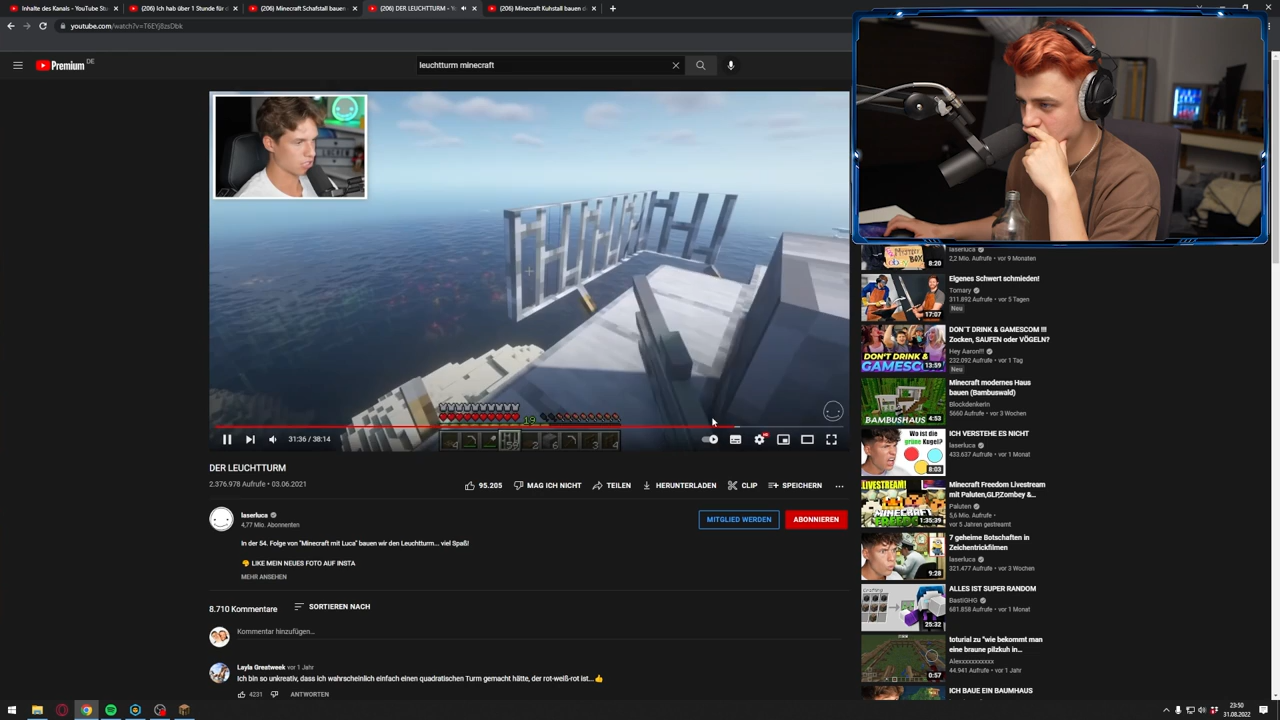 Inhalte des Kanals - YouTube Stu
(206) Ich hab über 1 Stunde für d
(206) Minecraft Schafstall bauen
(206) DER LEUCHTTURM - Yo
(206) Minecraft Kuhstall bauen d
youtube.com/watch?v=T6EYj8zsDbk
Premium DE
leuchtturm minecraft
19
31:36 / 38:14
DER LEUCHTTURM
2.376.978 Aufrufe • 03.06.2021
95.205
MAG ICH NICHT
TEILEN
HERUNTERLADEN
CLIP
SPEICHERN
laserluca
4,77 Mio. Abonnenten
MITGLIED WERDEN
ABONNIEREN
In der 54. Folge von "Minecraft mit Luca" bauen wir den Leuchtturm... viel Spaß!
LIKE MEIN NEUES FOTO AUF INSTA
MEHR ANSEHEN
8.710 Kommentare
SORTIEREN NACH
Kommentar hinzufügen...
Layla Greatweek vor 1 Jahr
Ich bin so unkreativ, dass ich wahrscheinlich einfach einen quadratischen Turm gemacht hätte, der rot-weiß-rot ist...👍
4231
ANTWORTEN
MYSTERY
BOX
8:20
laserluca
2,2 Mio. Aufrufe • vor 9 Monaten
17:07
Eigenes Schwert schmieden!
Tomary
311.892 Aufrufe • vor 5 Tagen
Neu
DON'T DRINK &
GAMESCOM
13:59
DON´T DRINK & GAMESCOM !!!
Zocken, SAUFEN oder VÖGELN?
Hey Aaron!!!
232.092 Aufrufe • vor 1 Tag
Neu
BAMBUSHAUS
4:53
Minecraft modernes Haus
bauen (Bambuswald)
Blockdenkerin
5660 Aufrufe • vor 3 Wochen
Wo ist die
grüne Kugel?
8:03
ICH VERSTEHE ES NICHT
laserluca
433.637 Aufrufe • vor 1 Monat
LIVESTREAM!
MINECRAFT
FREEDOM
1:35:39
Minecraft Freedom Livestream
mit Paluten,GLP,Zombey &...
Paluten
5,6 Mio. Aufrufe •
vor 5 Jahren gestreamt
9:28
7 geheime Botschaften in
Zeichentrickfilmen
laserluca
321.477 Aufrufe • vor 3 Wochen
25:32
ALLES IST SUPER RANDOM
BastiGHG
681.858 Aufrufe • vor 1 Monat
0:57
toturial zu "wie bekommt man
eine braune pilzkuh in...
Alexxxxxxxxxxx
44.941 Aufrufe • vor 1 Jahr
ICH BAUE EIN BAUMHAUS
23:50
31.08.2022